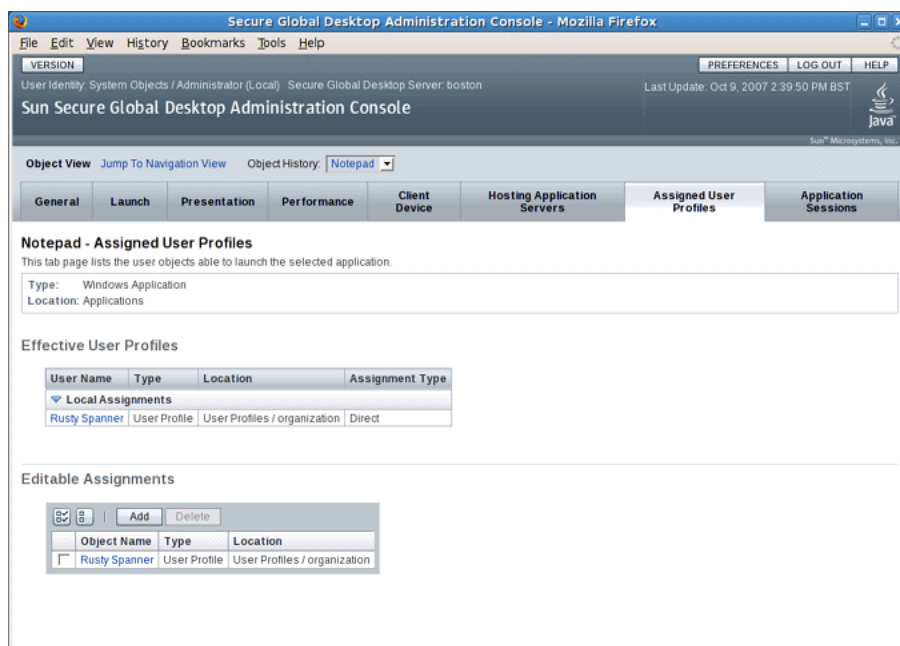 Secure Global Desktop Administration Console - Mozilla Firefox
File Edit View History Bookmarks Tools Help
VERSION PREFERENCES LOG OUT HELP
User Identity: System Objects / Administrator (Local) Secure Global Desktop Server: boston Last Update: Oct 9, 2007 2:39:50 PM BST
Sun Secure Global Desktop Administration Console
Java
Sun™ Microsystems, Inc.
Object View Jump To Navigation View Object History: Notepad
General Launch Presentation Performance Client Device Hosting Application Servers Assigned User Profiles Application Sessions
Notepad - Assigned User Profiles
This tab page lists the user objects able to launch the selected application.
Type: Windows Application
Location: Applications
Effective User Profiles
User Name Type Location Assignment Type
Local Assignments
Rusty Spanner User Profile User Profiles / organization Direct
Editable Assignments
Add Delete
Object Name Type Location
Rusty Spanner User Profile User Profiles / organization